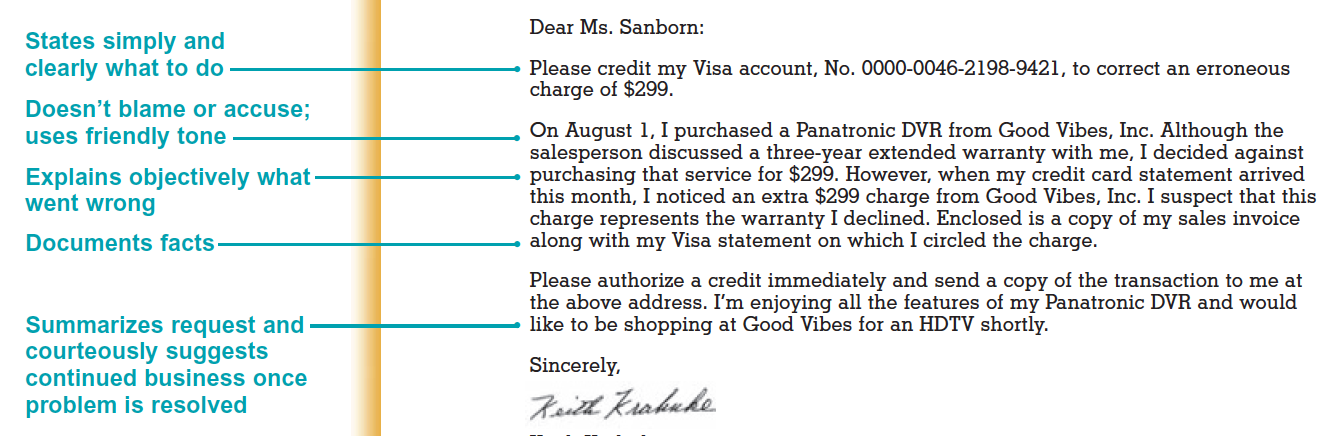 States simply and
clearly what to do
Doesn’t blame or accuse;
uses friendly tone
Explains objectively what
went wrong
Documents facts
Summarizes request and
courteously suggests
continued business once
problem is resolved
Dear Ms. Sanborn:
Please credit my Visa account, No. 0000-0046-2198-9421, to correct an erroneous
charge of $299.
On August 1, I purchased a Panatronic DVR from Good Vibes, Inc. Although the
salesperson discussed a three-year extended warranty with me, I decided against
purchasing that service for $299. However, when my credit card statement arrived
this month, I noticed an extra $299 charge from Good Vibes, Inc. I suspect that this
charge represents the warranty I declined. Enclosed is a copy of my sales invoice
along with my Visa statement on which I circled the charge.
Please authorize a credit immediately and send a copy of the transaction to me at
the above address. I’m enjoying all the features of my Panatronic DVR and would
like to be shopping at Good Vibes for an HDTV shortly.
Sincerely,
Keith